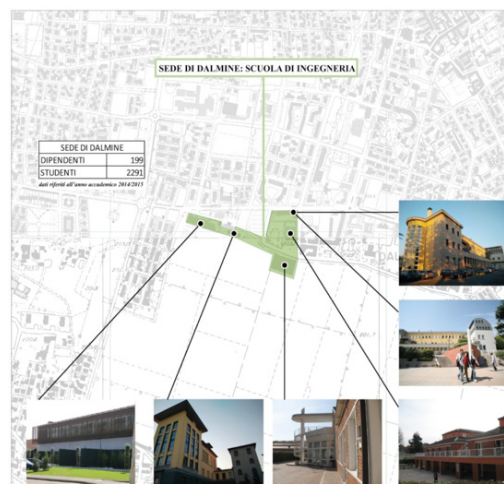 SEDE DI DALMINE: SCUOLA DI INGEGNERIA
SEDE DI DALMINE
DIPENDENTI 199
STUDENTI 2291
dati riferiti all'anno accademico 2014/2015